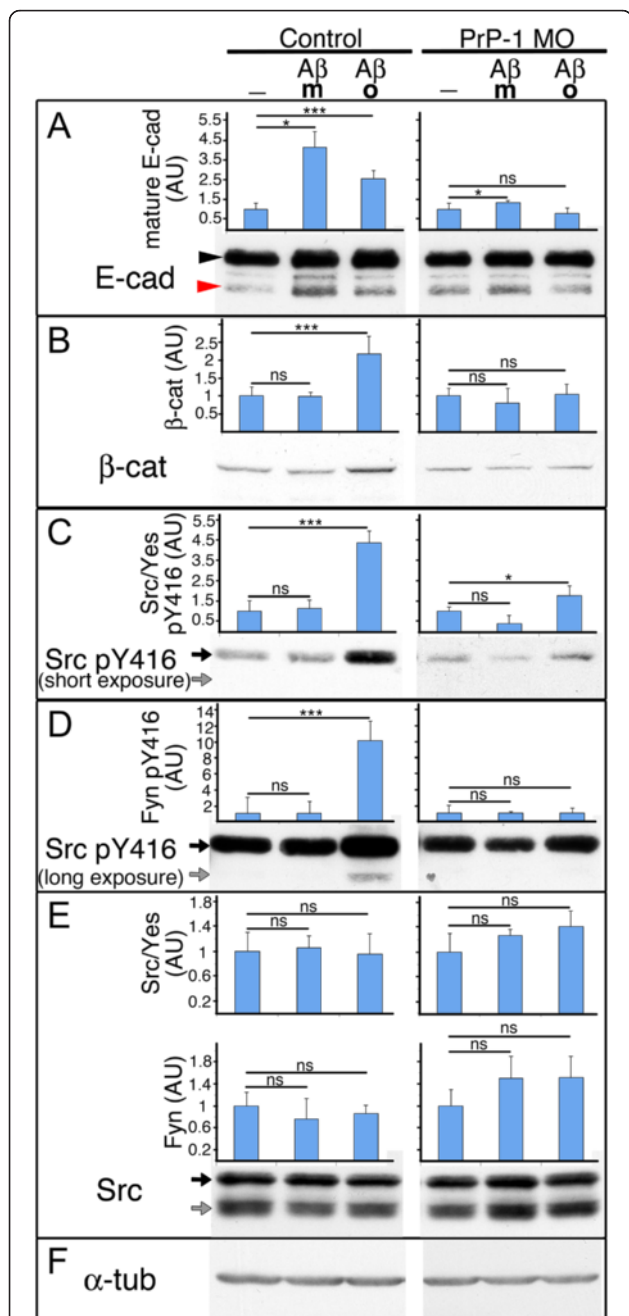 Control PrP-1 MO
Aβ Aβ Aβ Aβ
– m o – m o
A
mature E-cad
(AU)
5.5
4.5
3.5
2.5
1.5
0.5
***
*
ns
*
E-cad
B
β-cat (AU)
2.5
2
1.5
1
0.5
***
ns
ns
ns
β-cat
C
Src/Yes
pY416 (AU)
5.5
4.5
3.5
2.5
1.5
0.5
***
ns
*
ns
Src pY416
(short exposure)
D
Fyn pY416
(AU)
14
12
10
8
6
4
2
***
ns
ns
ns
Src pY416
(long exposure)
E
Src/Yes
(AU)
1.8
1.4
1
0.6
0.2
ns
ns
ns
ns
Fyn (AU)
1.8
1.4
1
0.6
0.2
ns
ns
ns
ns
Src
F
α-tub